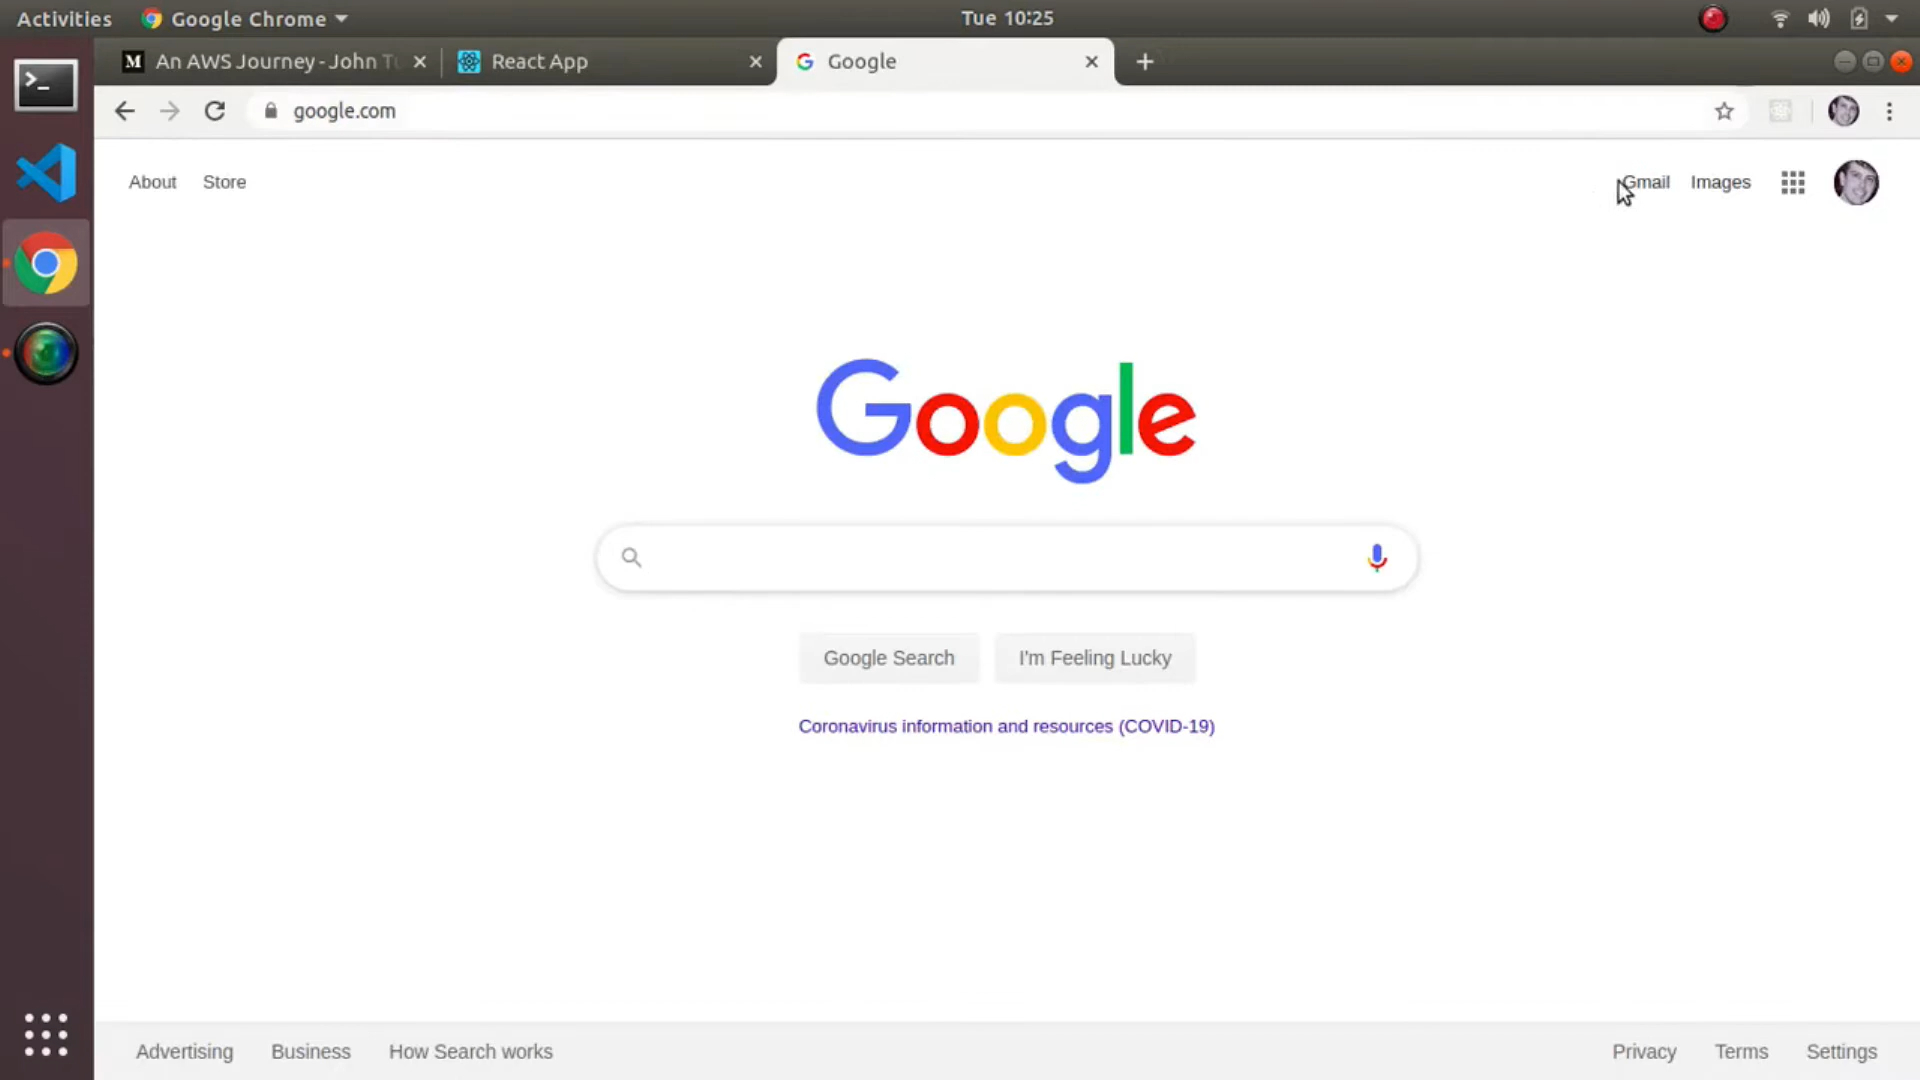 Activities Google Chrome Tue 10:25
M An AWS Journey - John React App Google
google.com
About Store Gmail Images
Google
Google Search I'm Feeling Lucky
Coronavirus information and resources (COVID-19)
Advertising Business How Search works Privacy Terms Settings